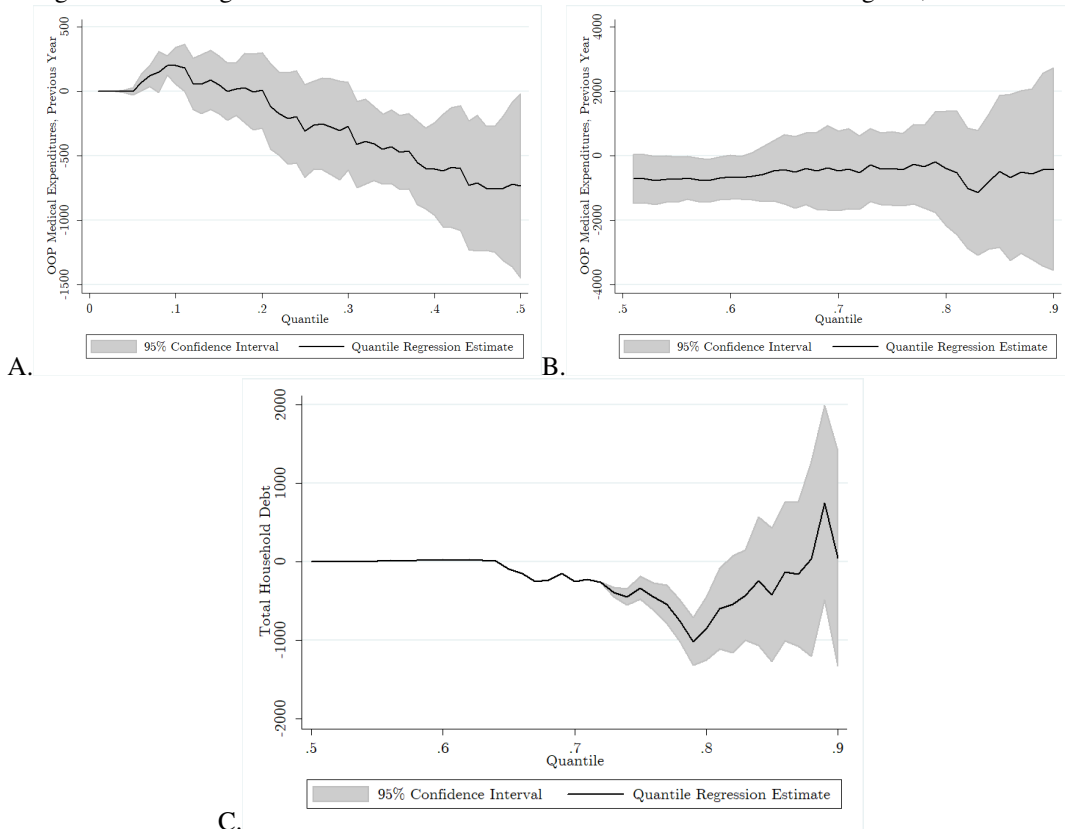 500
0
-500
-1000
-1500
OOP Medical Expenditures, Previous Year
0 .1 .2 .3 .4 .5
Quantile
95% Confidence Interval Quantile Regression Estimate
A.
4000
2000
0
-2000
-4000
OOP Medical Expenditures, Previous Year
.5 .6 .7 .8 .9
Quantile
95% Confidence Interval Quantile Regression Estimate
B.
2000
1000
0
-1000
-2000
Total Household Debt
.5 .6 .7 .8 .9
Quantile
95% Confidence Interval Quantile Regression Estimate
C.